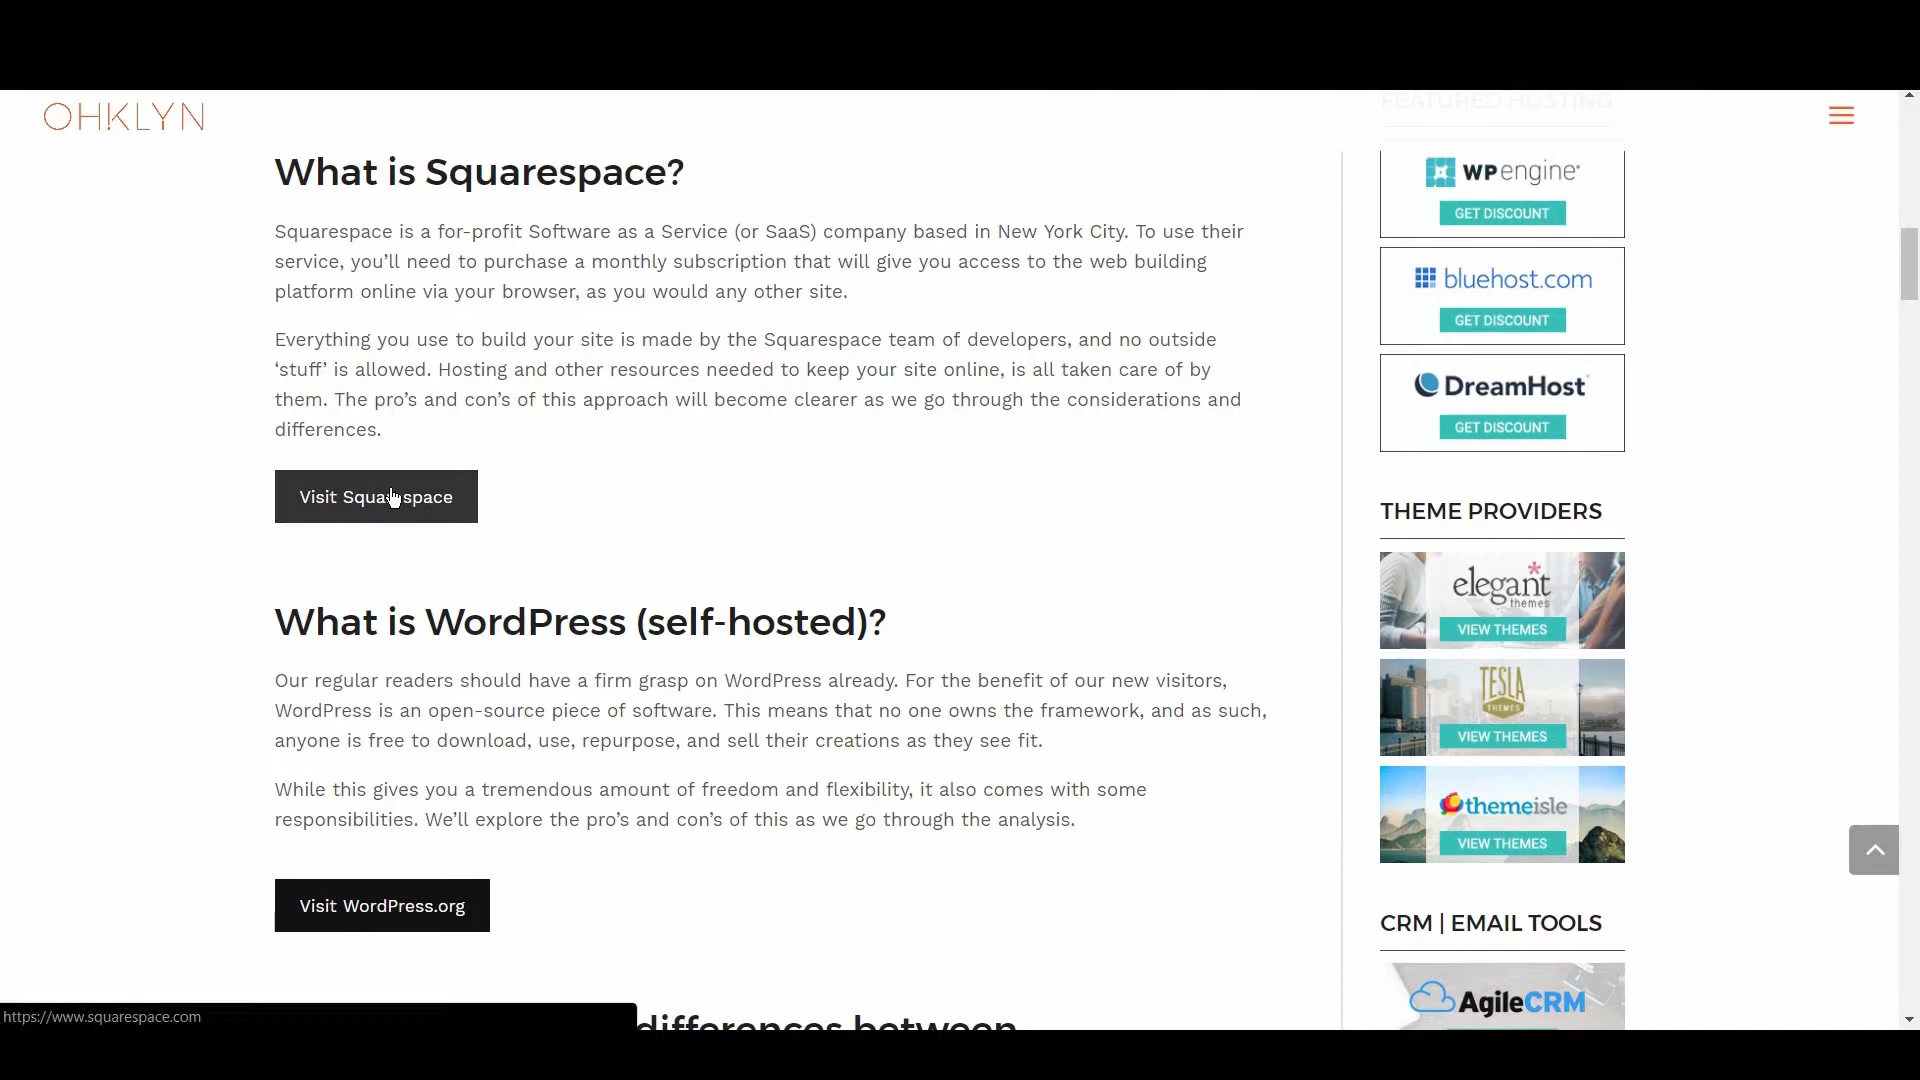 OHKLYN
FEATURED HOSTING
What is Squarespace?
Squarespace is a for-profit Software as a Service (or SaaS) company based in New York City. To use their
service, you’ll need to purchase a monthly subscription that will give you access to the web building
platform online via your browser, as you would any other site.
Everything you use to build your site is made by the Squarespace team of developers, and no outside
‘stuff’ is allowed. Hosting and other resources needed to keep your site online, is all taken care of by
them. The pro’s and con’s of this approach will become clearer as we go through the considerations and
differences.
Visit Squarespace
What is WordPress (self-hosted)?
Our regular readers should have a firm grasp on WordPress already. For the benefit of our new visitors,
WordPress is an open-source piece of software. This means that no one owns the framework, and as such,
anyone is free to download, use, repurpose, and sell their creations as they see fit.
While this gives you a tremendous amount of freedom and flexibility, it also comes with some
responsibilities. We’ll explore the pro’s and con’s of this as we go through the analysis.
Visit WordPress.org
differences between
WP engine
GET DISCOUNT
bluehost.com
GET DISCOUNT
DreamHost
GET DISCOUNT
THEME PROVIDERS
elegant
themes
VIEW THEMES
TESLA
THEMES
VIEW THEMES
themeisle
VIEW THEMES
CRM | EMAIL TOOLS
AgileCRM
https://www.squarespace.com